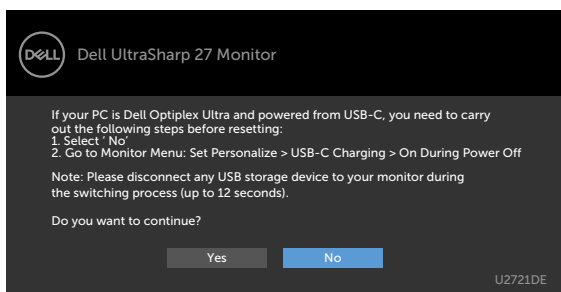 DELL
Dell UltraSharp 27 Monitor
If your PC is Dell Optiplex Ultra and powered from USB-C, you need to carry
out the following steps before resetting:
1. Select ‘ No’
2. Go to Monitor Menu: Set Personalize > USB-C Charging > On During Power Off
Note: Please disconnect any USB storage device to your monitor during
the switching process (up to 12 seconds).
Do you want to continue?
Yes No
U2721DE